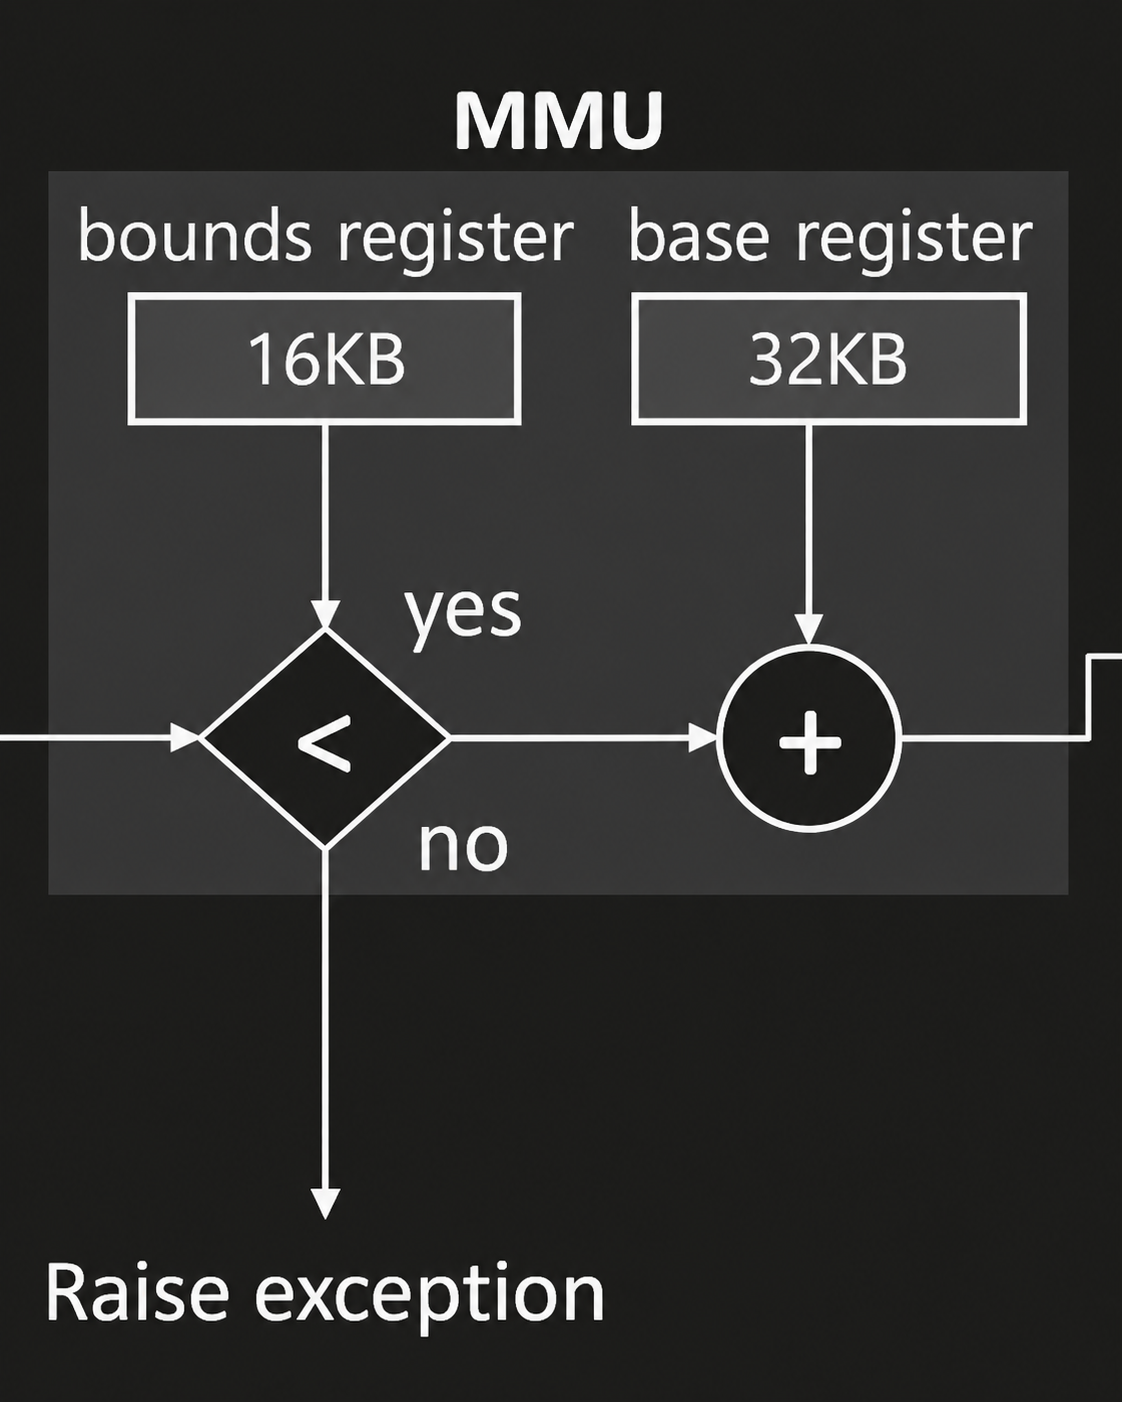 MMU
bounds register
base register
16KB
32KB
yes
<
+
no
Raise exception